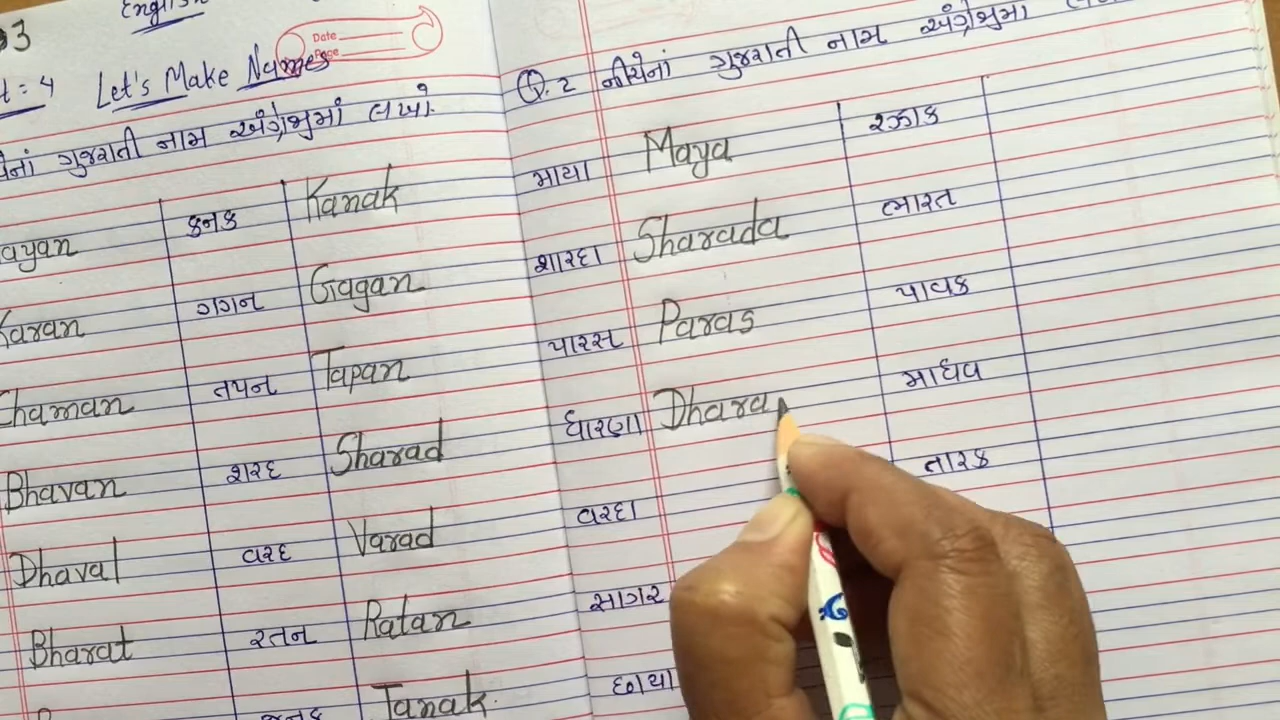 English
3
Date
Page
4 Let's Make Names
ગુજરાતી નામ અંગ્રેજીમાં લખો.
કનક Kanak
Karan ગગન Gagan
Chaman તપન Tapan
Bhavan શરદ Sharad
Dhaval વરદ Varad
Bharat રતન Ratan
જનક Janak.
Q.2 નીચેનાં ગુજરાતી નામ અંગ્રેજીમાં
માયા Maya રઝાક
શારદા Sharada ભારત
પારસ Paras પાવક
ધારણા Dhara માધવ
વરદા તારક
સાગર
છાયા